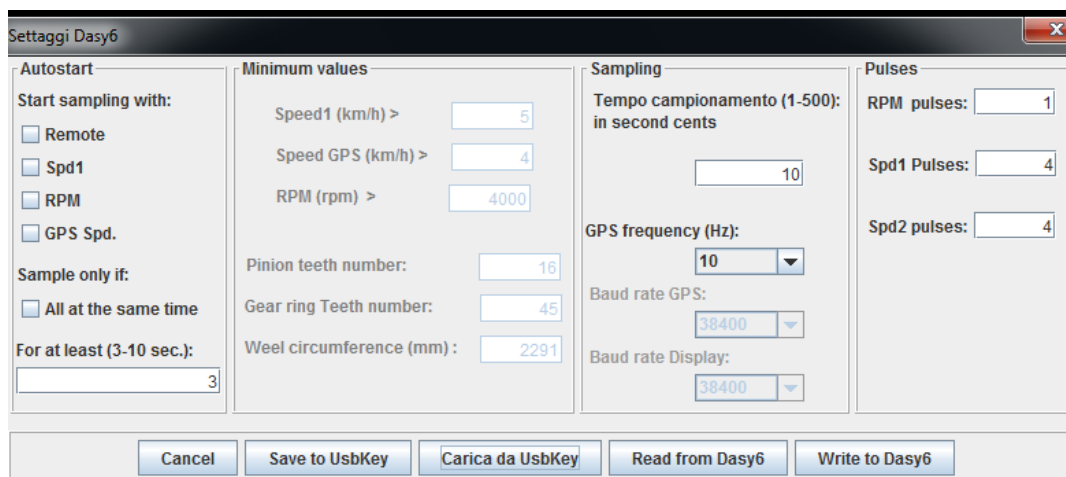 Settaggi Dasy6
x
Autostart
Start sampling with:
Remote
Spd1
RPM
GPS Spd.
Sample only if:
All at the same time
For at least (3-10 sec.):
3
Minimum values
Speed1 (km/h) > 5
Speed GPS (km/h) > 4
RPM (rpm) > 4000
Pinion teeth number: 16
Gear ring Teeth number: 45
Weel circumference (mm) : 2291
Sampling
Tempo campionamento (1-500):
in second cents
10
GPS frequency (Hz):
10
Baud rate GPS:
38400
Baud rate Display:
38400
Pulses
RPM pulses: 1
Spd1 Pulses: 4
Spd2 pulses: 4
Cancel Save to UsbKey Carica da UsbKey Read from Dasy6 Write to Dasy6